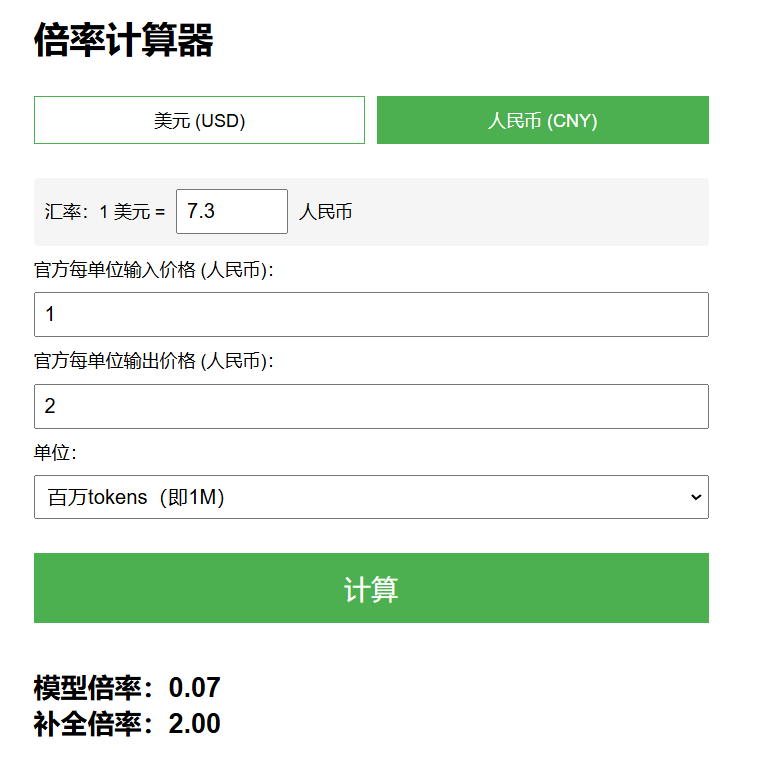 倍率计算器
美元 (USD) 人民币 (CNY)
汇率：1 美元 = 7.3 人民币
官方每单位输入价格 (人民币)：
1
官方每单位输出价格 (人民币)：
2
单位：
百万tokens（即1M）
计算
模型倍率：0.07
补全倍率：2.00